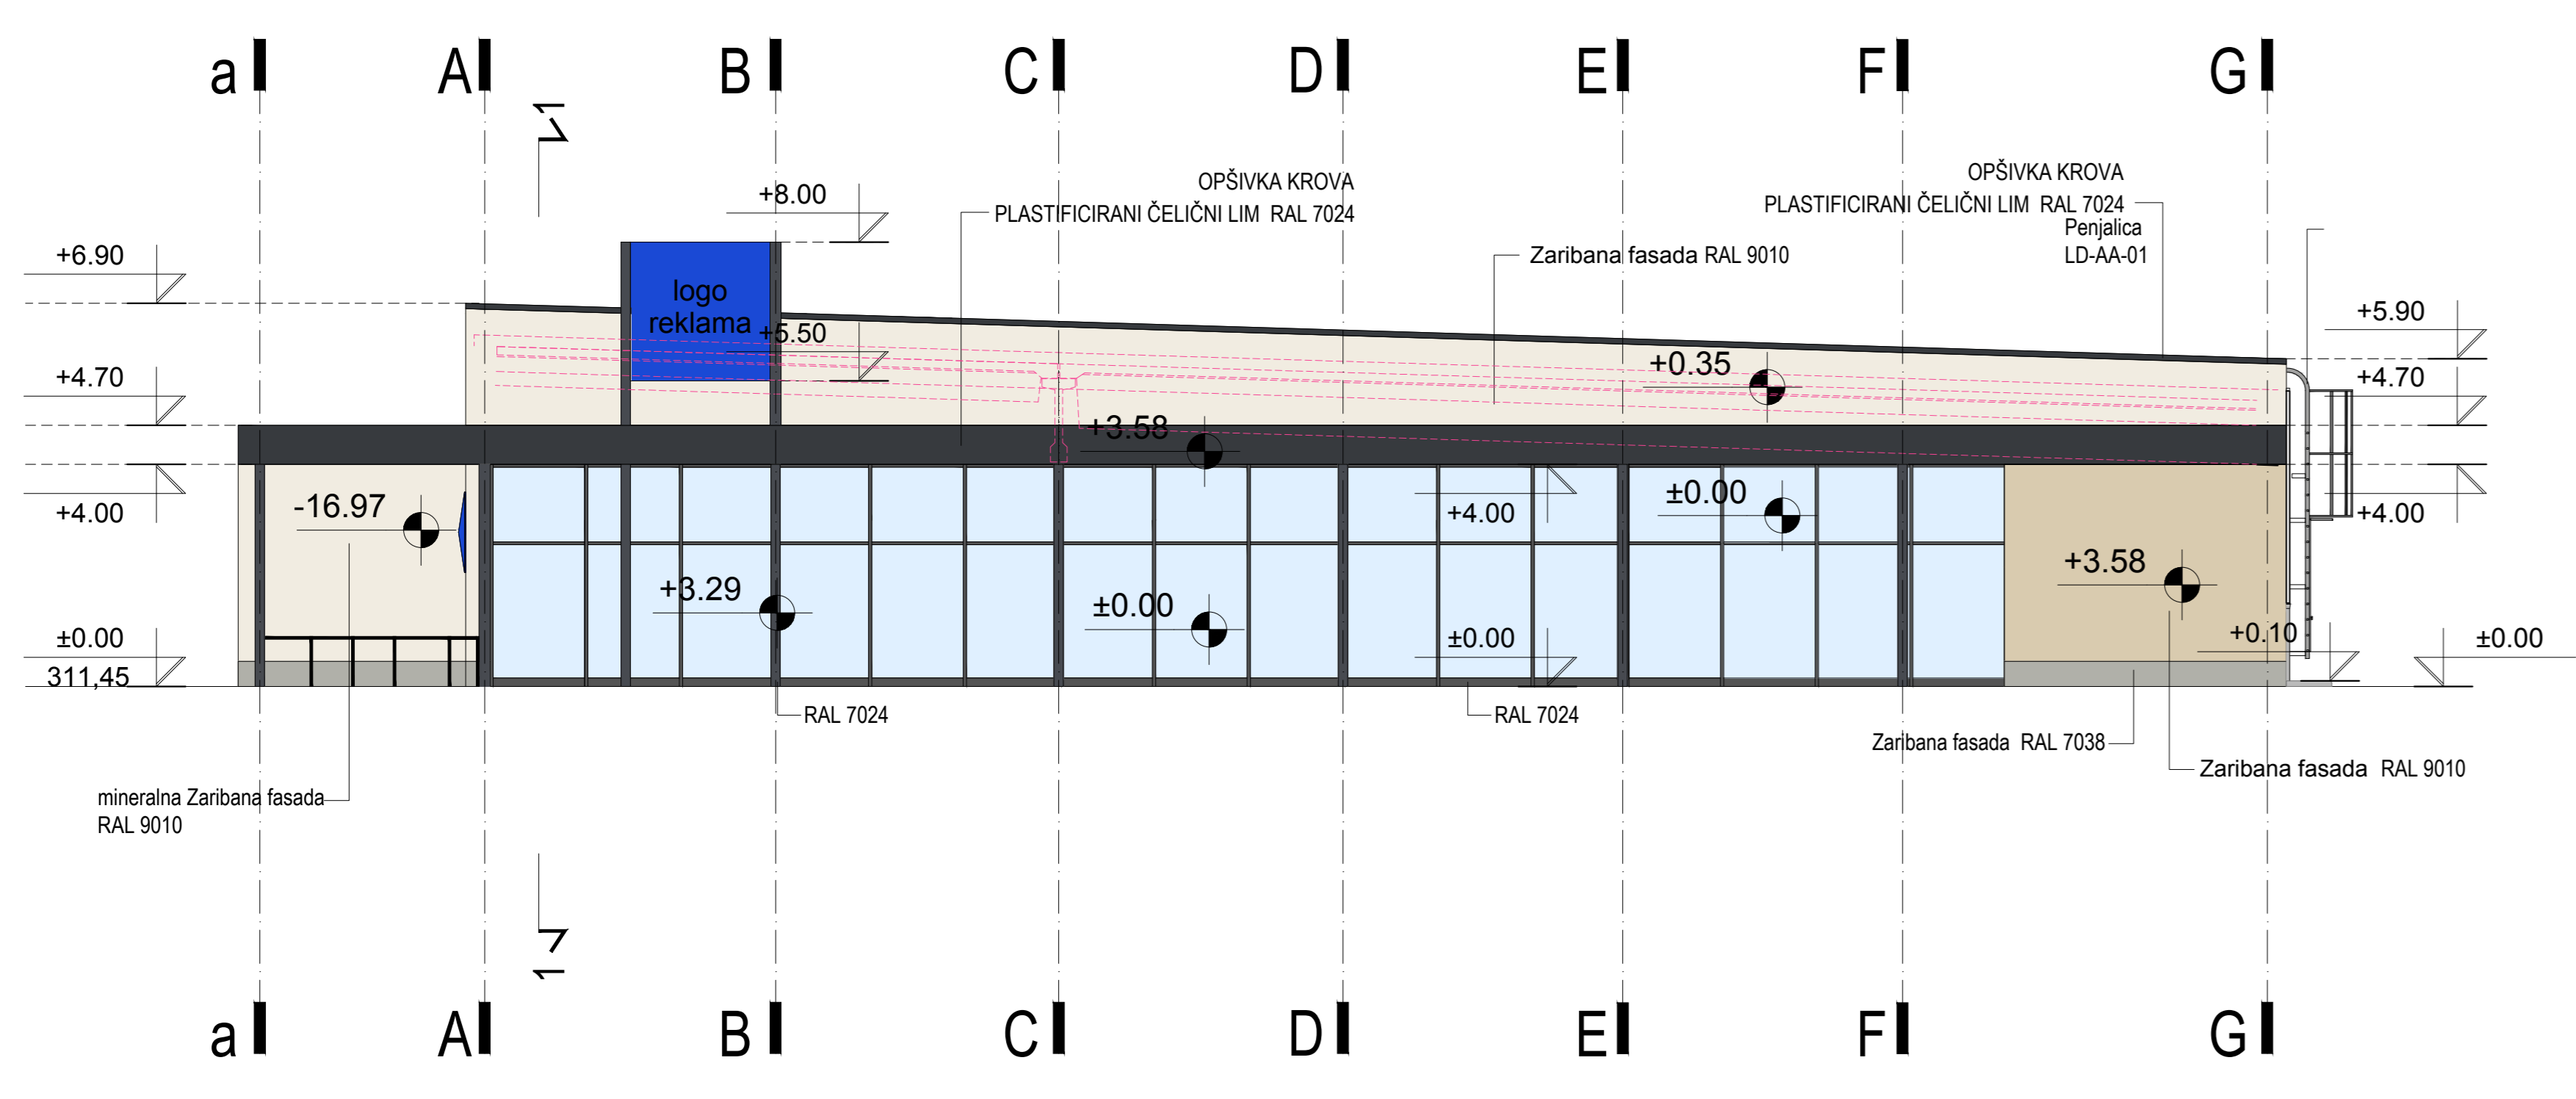 a A B C D E F G
1
OPŠIVKA KROVA
PLASTIFICIRANI ČELIČNI LIM RAL 7024
OPŠIVKA KROVA
PLASTIFICIRANI ČELIČNI LIM RAL 7024
Penjalica
LD-AA-01
+8.00
+6.90
Zaribana fasada RAL 9010
logo
reklama
+5.50
+5.90
+0.35
+4.70
+4.70
+3.58
-16.97
+4.00
+4.00
±0.00
+4.00
+3.29
±0.00
+3.58
±0.00
311,45
±0.00
+0.10
±0.00
RAL 7024
RAL 7024
Zaribana fasada RAL 7038
Zaribana fasada RAL 9010
mineralna Zaribana fasada
RAL 9010
1
a A B C D E F G